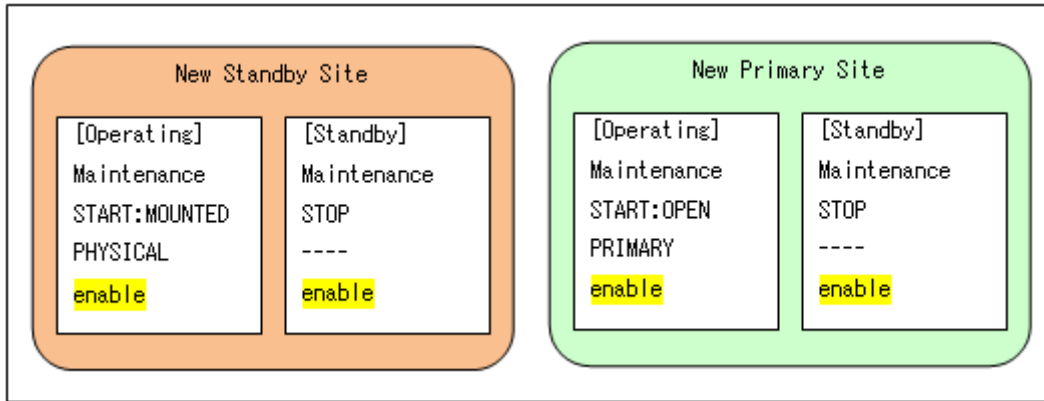 New Standby Site
[Operating]
Maintenance
START:MOUNTED
PHYSICAL
enable
[Standby]
Maintenance
STOP
----
enable
New Primary Site
[Operating]
Maintenance
START:OPEN
PRIMARY
enable
[Standby]
Maintenance
STOP
----
enable